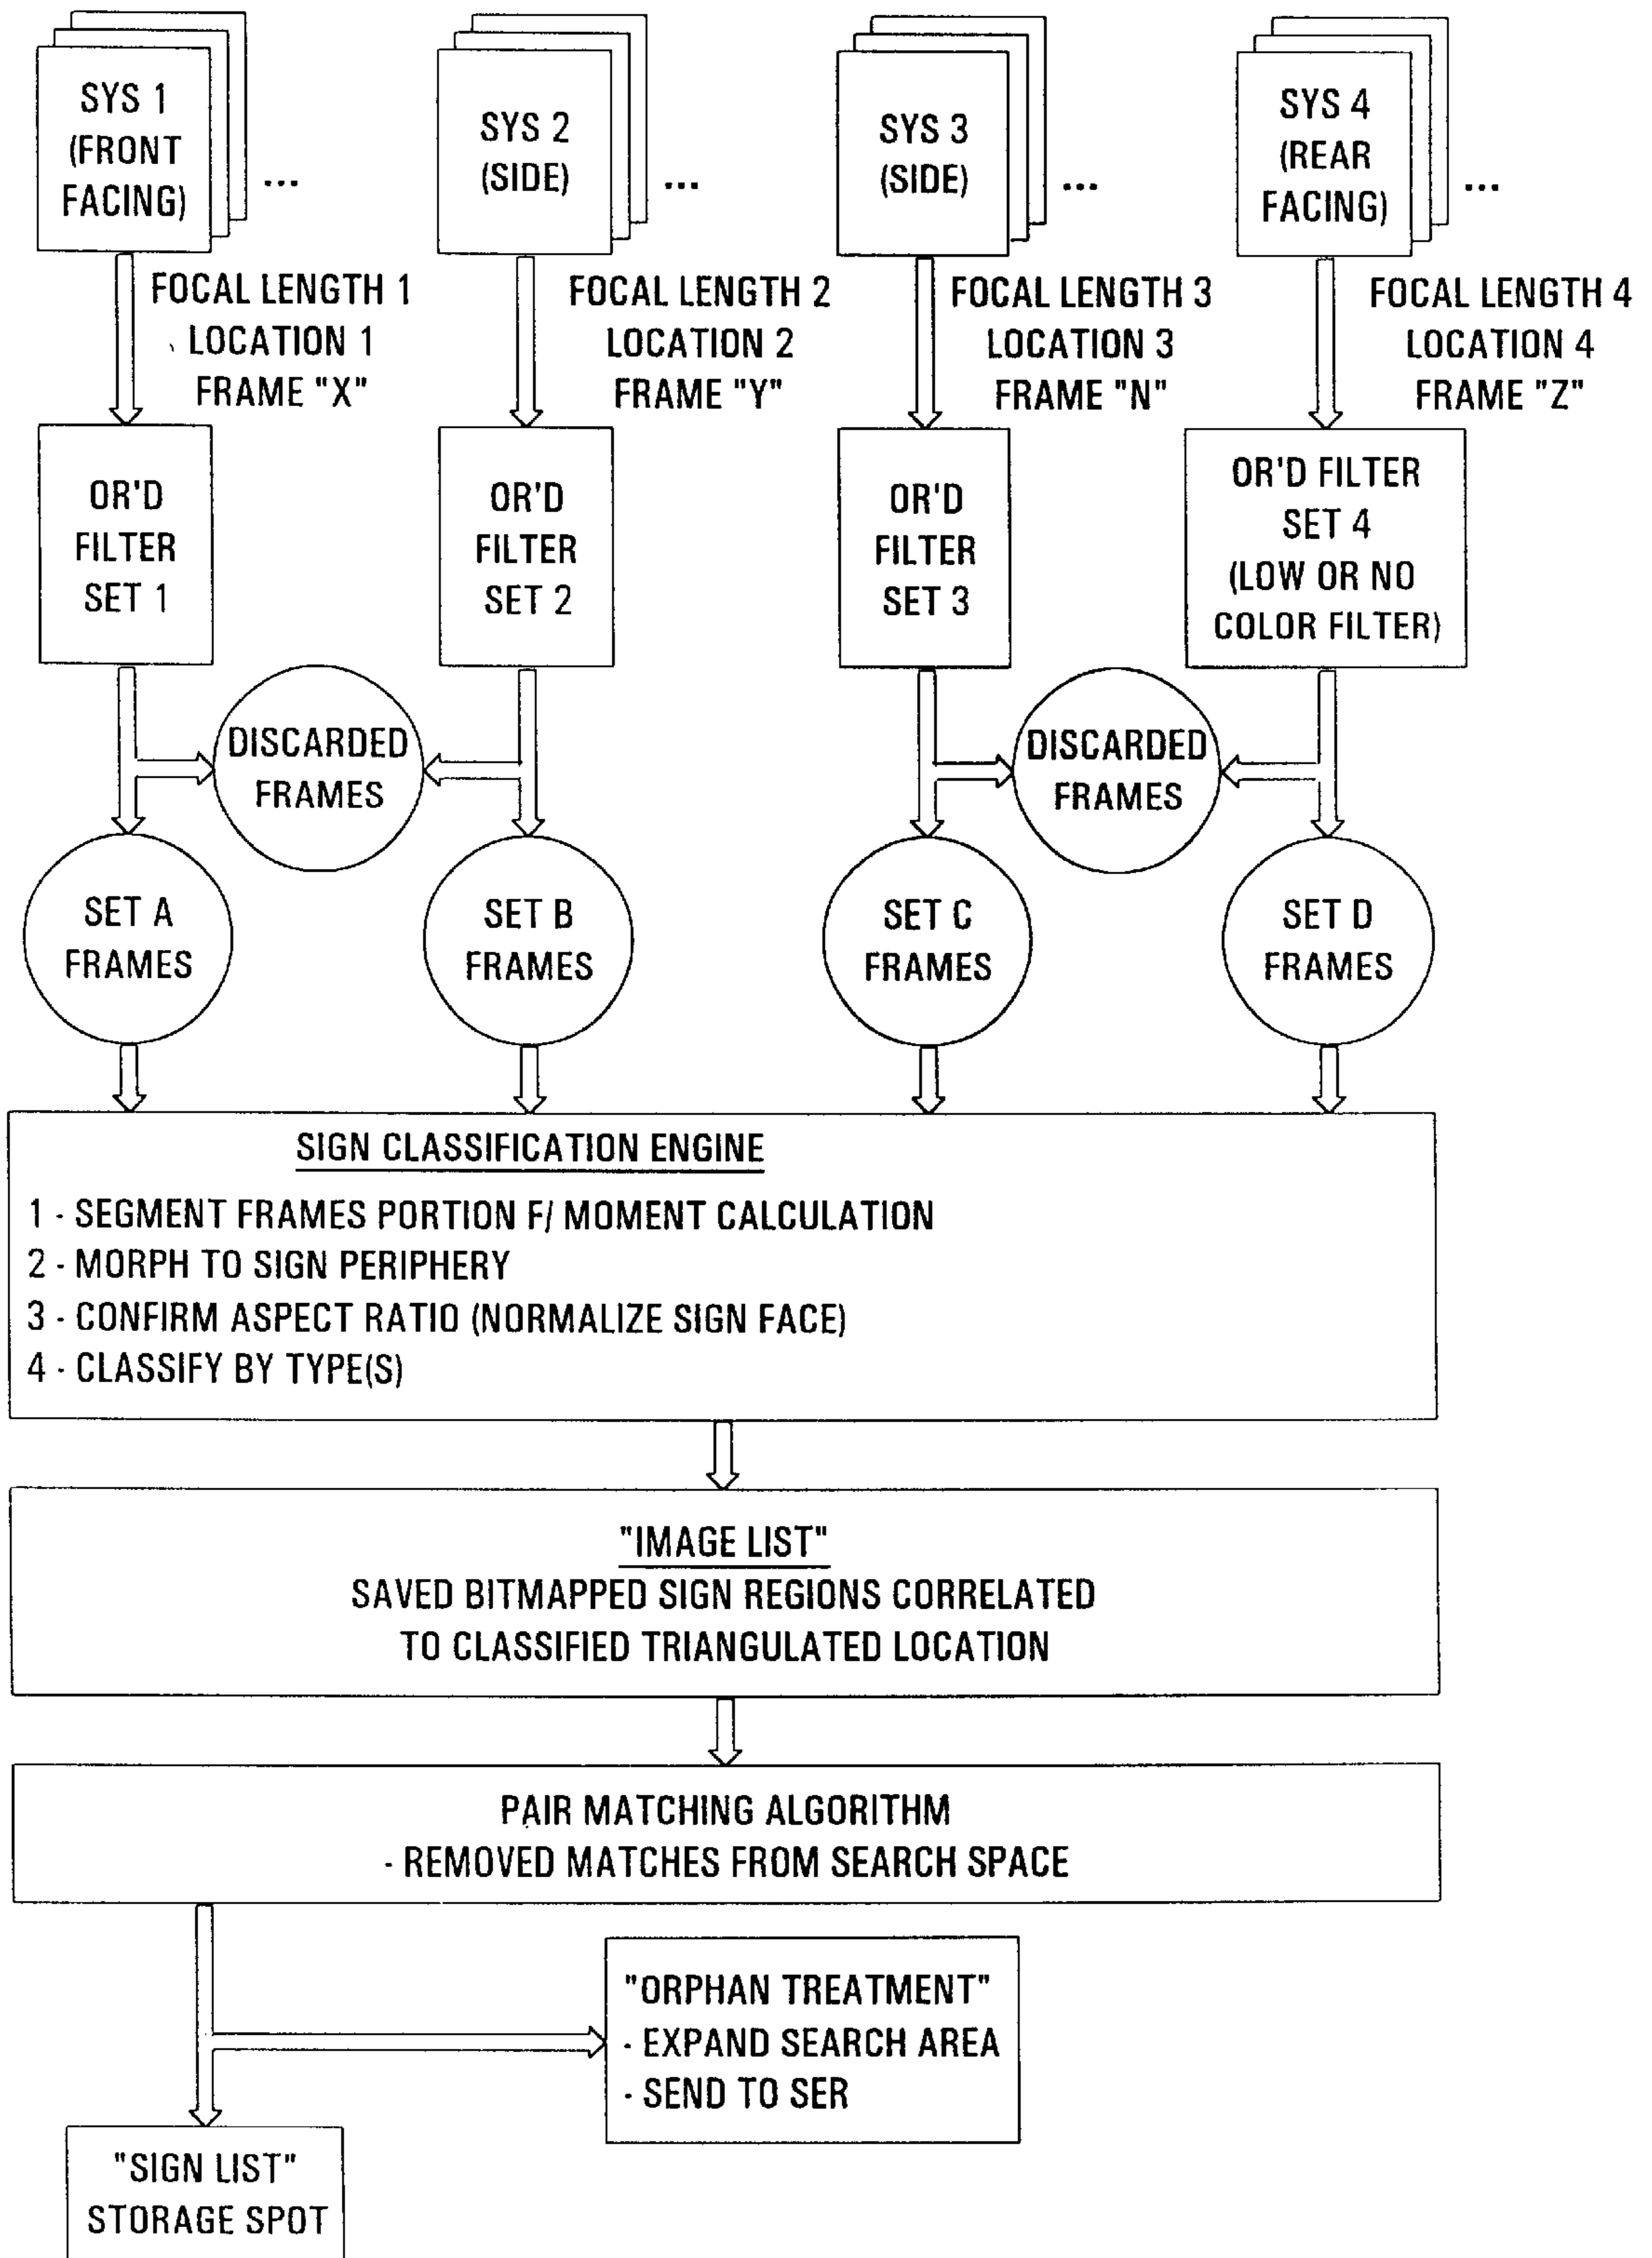 SYS 1
(FRONT
FACING)
...
SYS 2
(SIDE)
...
SYS 3
(SIDE)
...
SYS 4
(REAR
FACING)
...
FOCAL LENGTH 1
LOCATION 1
FRAME "X"
FOCAL LENGTH 2
LOCATION 2
FRAME "Y"
FOCAL LENGTH 3
LOCATION 3
FRAME "N"
FOCAL LENGTH 4
LOCATION 4
FRAME "Z"
OR'D
FILTER
SET 1
OR'D
FILTER
SET 2
OR'D
FILTER
SET 3
OR'D FILTER
SET 4
(LOW OR NO
COLOR FILTER)
DISCARDED
FRAMES
DISCARDED
FRAMES
SET A
FRAMES
SET B
FRAMES
SET C
FRAMES
SET D
FRAMES
SIGN CLASSIFICATION ENGINE
1 - SEGMENT FRAMES PORTION F/ MOMENT CALCULATION
2 - MORPH TO SIGN PERIPHERY
3 - CONFIRM ASPECT RATIO (NORMALIZE SIGN FACE)
4 - CLASSIFY BY TYPE(S)
"IMAGE LIST"
SAVED BITMAPPED SIGN REGIONS CORRELATED
TO CLASSIFIED TRIANGULATED LOCATION
PAIR MATCHING ALGORITHM
- REMOVED MATCHES FROM SEARCH SPACE
"ORPHAN TREATMENT"
- EXPAND SEARCH AREA
- SEND TO SER
"SIGN LIST"
STORAGE SPOT